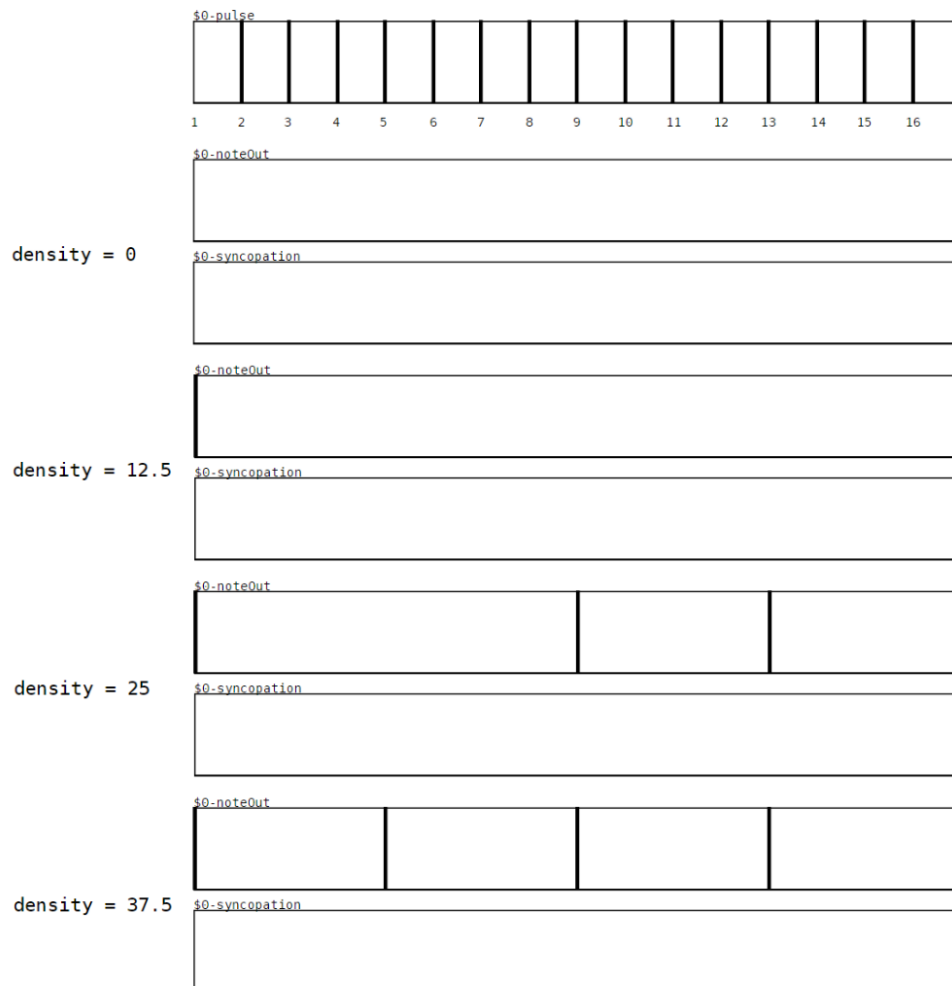 $0-pulse
1 2 3 4 5 6 7 8 9 10 11 12 13 14 15 16
$0-noteOut
density = 0
$0-syncopation
$0-noteOut
density = 12.5
$0-syncopation
$0-noteOut
density = 25
$0-syncopation
$0-noteOut
density = 37.5
$0-syncopation